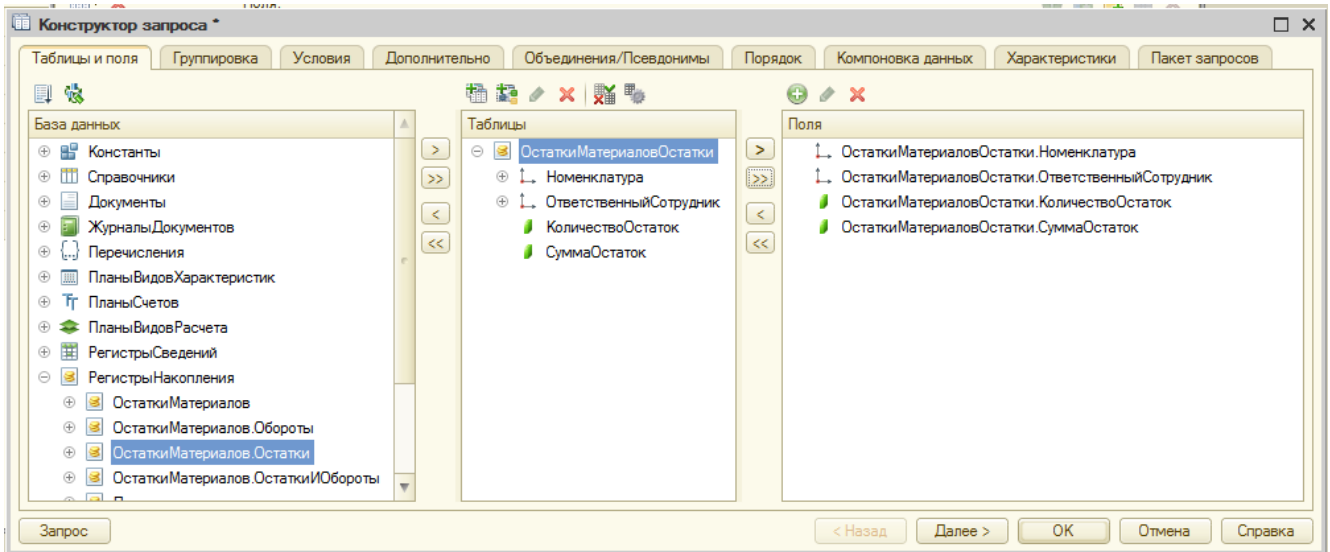 Конструктор запроса *
Таблицы и поля Группировка Условия Дополнительно Объединения/Псевдонимы Порядок Компоновка данных Характеристики Пакет запросов
База данных
Константы
Справочники
Документы
ЖурналыДокументов
Перечисления
ПланыВидовХарактеристик
ПланыСчетов
ПланыВидовРасчета
РегистрыСведений
РегистрыНакопления
ОстаткиМатериалов
ОстаткиМатериалов.Обороты
ОстаткиМатериалов.Остатки
ОстаткиМатериалов.ОстаткиИОбороты
>
>>
<
<<
Таблицы
ОстаткиМатериаловОстатки
Номенклатура
ОтветственныйСотрудник
КоличествоОстаток
СуммаОстаток
>
>>
<
<<
Поля
ОстаткиМатериаловОстатки.Номенклатура
ОстаткиМатериаловОстатки.ОтветственныйСотрудник
ОстаткиМатериаловОстатки.КоличествоОстаток
ОстаткиМатериаловОстатки.СуммаОстаток
Запрос < Назад Далее > ОК Отмена Справка